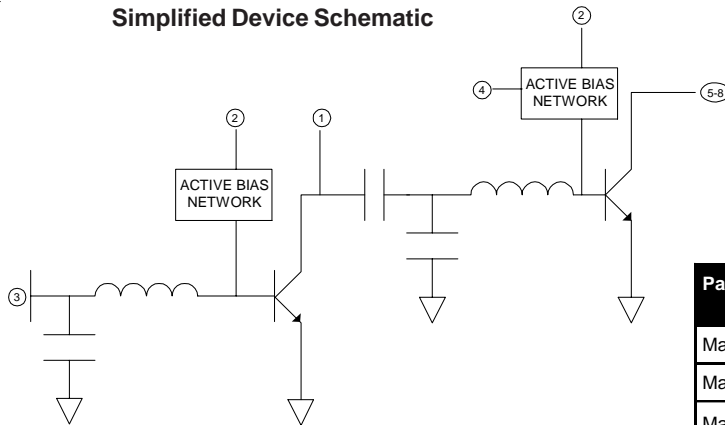 Simplified Device Schematic
2
4
ACTIVE BIAS
NETWORK
5-8
2
1
ACTIVE BIAS
NETWORK
3
Pa
Ma
Ma
Ma